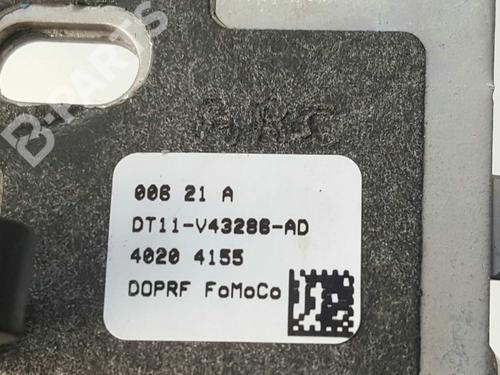 B-PARTS
006 21 A
DT11-V43286-AD
4020 4155
DOPRF FoMoCo